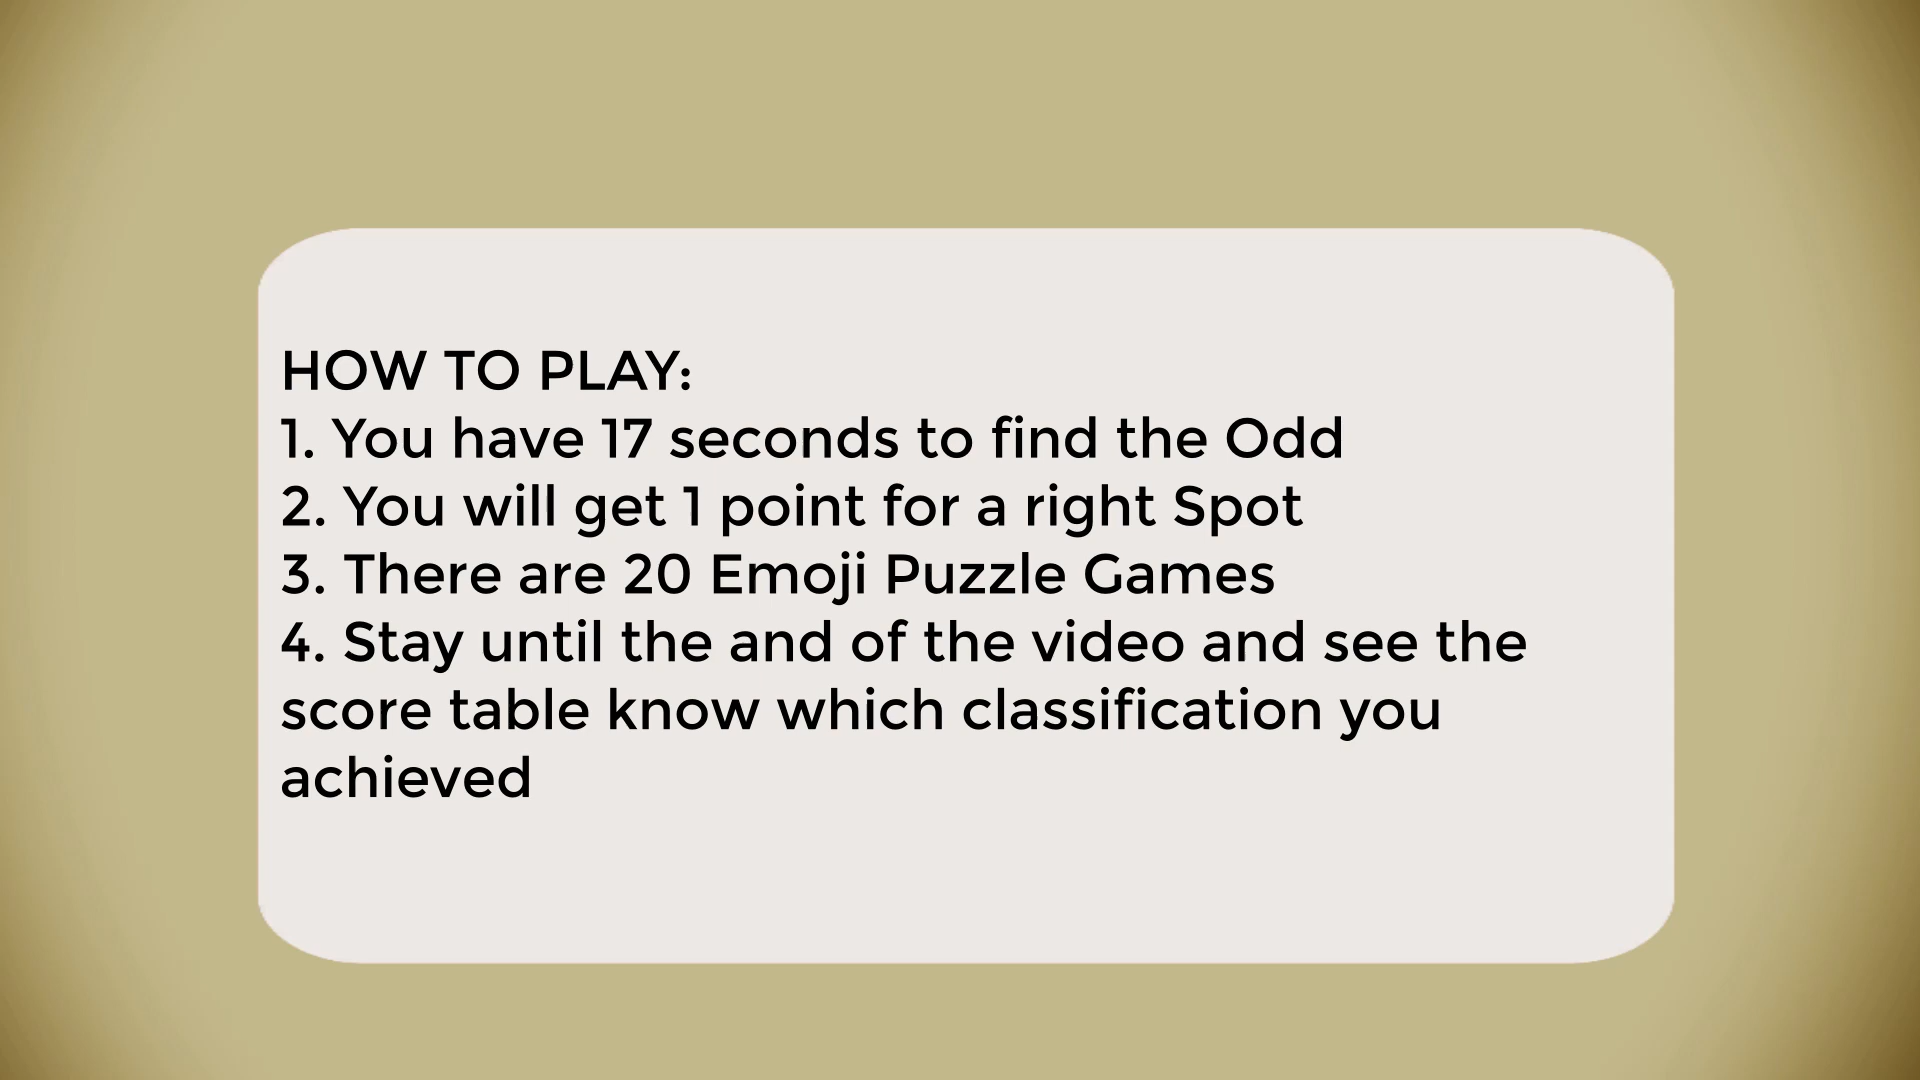 HOW TO PLAY:
1. You have 17 seconds to find the Odd
2. You will get 1 point for a right Spot
3. There are 20 Emoji Puzzle Games
4. Stay until the and of the video and see the
score table know which classification you
achieved